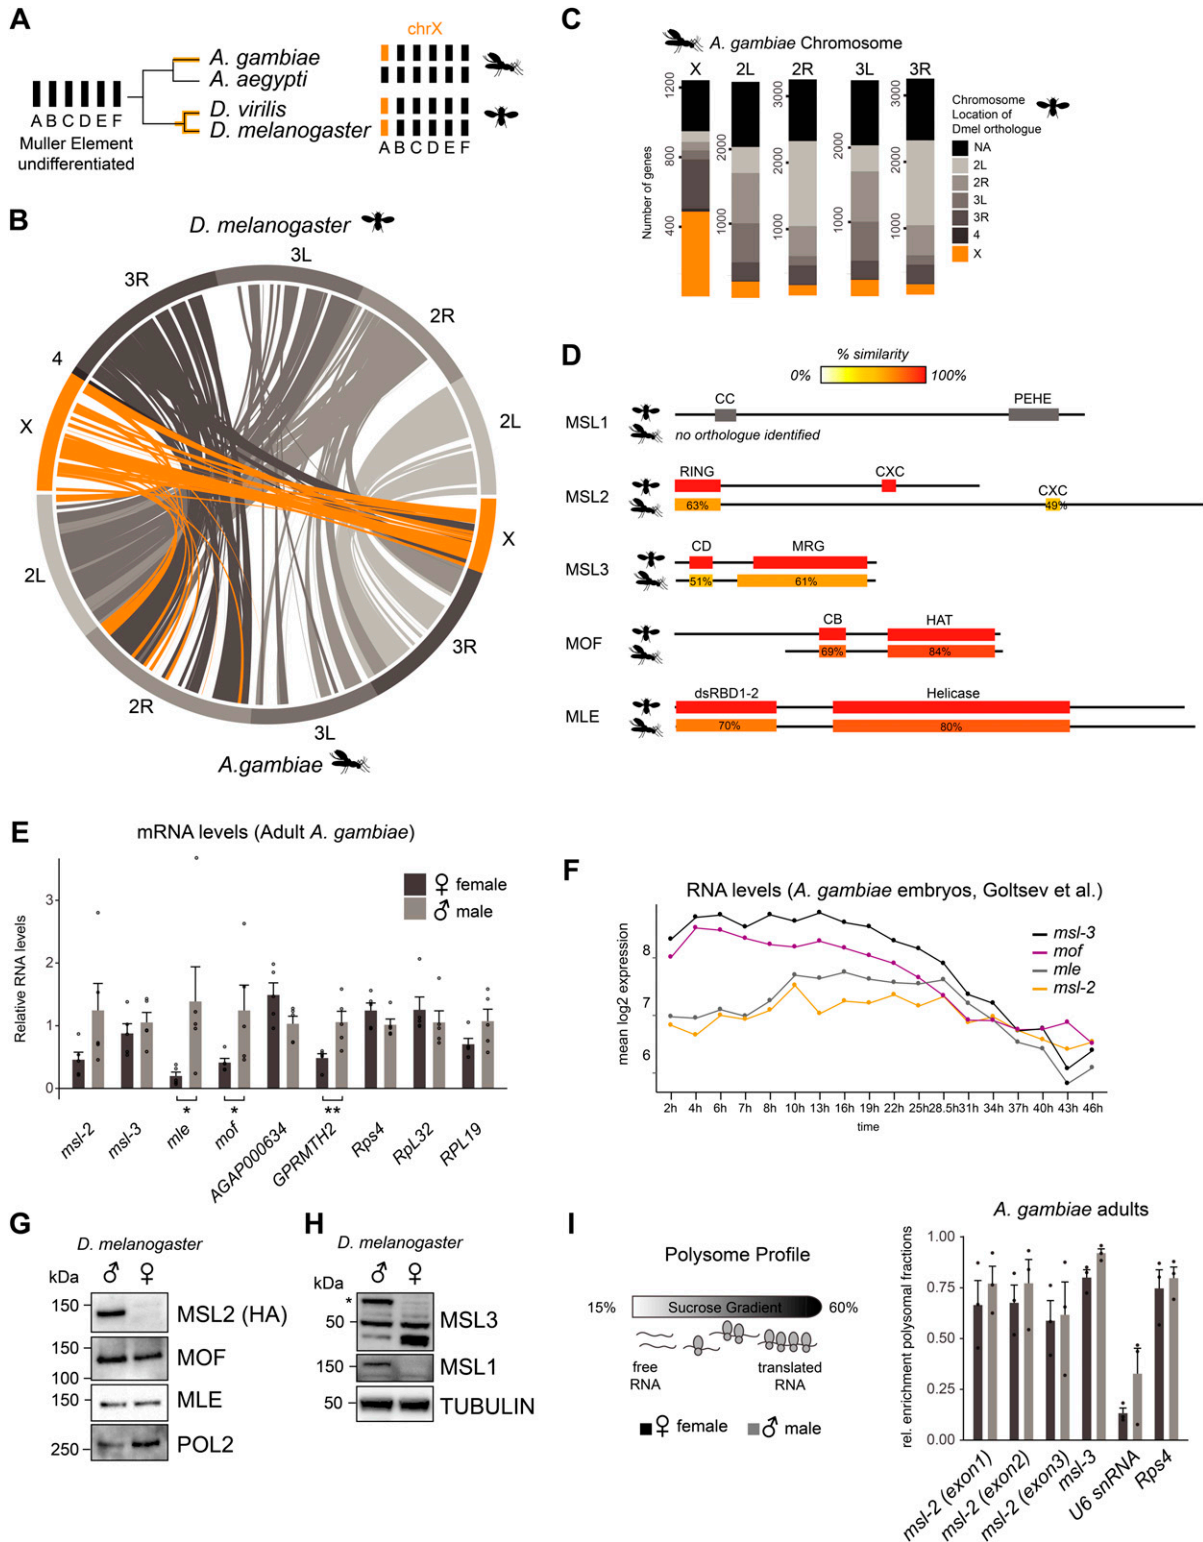 A
chrX
A. gambiae
A. aegypti
D. virilis
D. melanogaster
A B C D E F
Muller Element
undifferentiated
A B C D E F
B
D. melanogaster
3L
3R
2R
4
2L
X
X
2L
3R
2R
3L
A.gambiae
C
A. gambiae Chromosome
X 2L 2R 3L 3R
Number of genes
1200
800
400
2000
1000
3000
2000
1000
2000
1000
3000
2000
1000
Chromosome
Location of
Dmel orthologue
NA
2L
2R
3L
3R
4
X
D
% similarity
0% 100%
MSL1
CC PEHE
no orthologue identified
MSL2
RING CXC
CXC
63% 49%
MSL3
CD MRG
51% 61%
MOF
CB HAT
69% 84%
MLE
dsRBD1-2 Helicase
70% 80%
E
mRNA levels (Adult A. gambiae)
♀ female
♂ male
Relative RNA levels
3
2
1
0
* * **
msl-2 msl-3 mle mof AGAP000634 GPRMTH2 Rps4 RpL32 RPL19
F
RNA levels (A. gambiae embryos, Goltsev et al.)
msl-3
mof
mle
msl-2
mean log2 expression
8
7
6
2h 4h 6h 7h 8h 10h 13h 16h 19h 22h 25h 28.5h 31h 34h 37h 40h 43h 46h
time
G
D. melanogaster
kDa ♂ ♀
150 MSL2 (HA)
150 MOF
100
150 MLE
250 POL2
H
D. melanogaster
kDa ♂ ♀
*
50 MSL3
150 MSL1
50 TUBULIN
I
Polysome Profile
15% Sucrose Gradient 60%
free
RNA
translated
RNA
♀ female ♂ male
A. gambiae adults
rel. enrichment polysomal fractions
1.00
0.75
0.50
0.25
0.00
msl-2 (exon1) msl-2 (exon2) msl-2 (exon3) msl-3 U6 snRNA Rps4